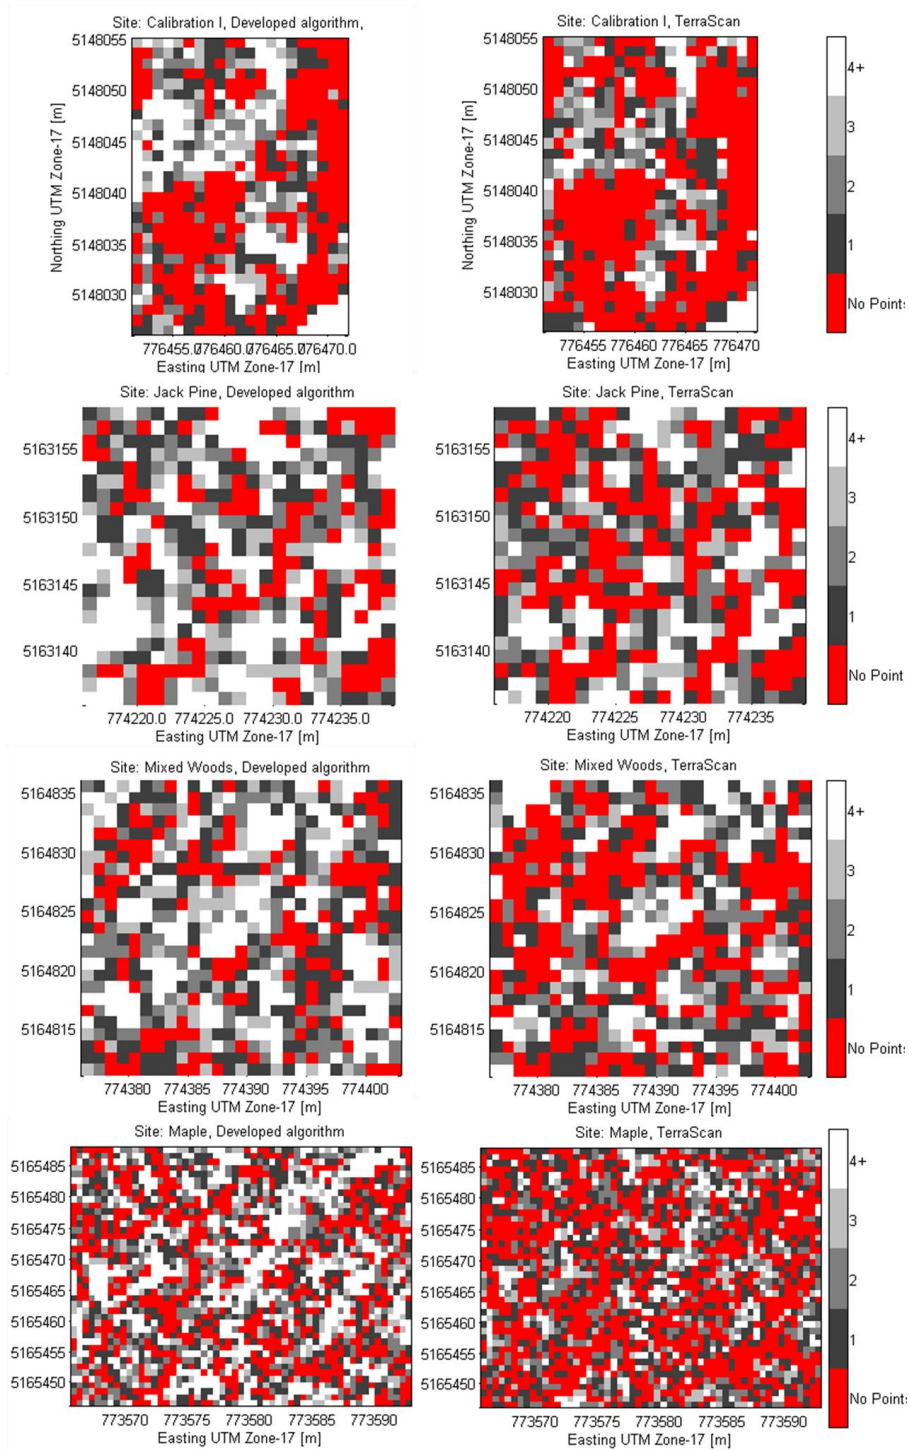 Site: Calibration I, Developed algorithm,
Site: Calibration I, TerraScan
5148055
5148050
5148045
5148040
5148035
5148030
Northing UTM Zone-17 [m]
776455.0 776460.0 776465.0 776470.0
Easting UTM Zone-17 [m]
5148055
5148050
5148045
5148040
5148035
5148030
Northing UTM Zone-17 [m]
776455 776460 776465 776470
Easting UTM Zone-17 [m]
4+
3
2
1
No Points
Site: Jack Pine, Developed algorithm
Site: Jack Pine, TerraScan
5163155
5163150
5163145
5163140
774220.0 774225.0 774230.0 774235.0
Easting UTM Zone-17 [m]
5163155
5163150
5163145
5163140
774220 774225 774230 774235
Easting UTM Zone-17 [m]
4+
3
2
1
No Point
Site: Mixed Woods, Developed algorithm
Site: Mixed Woods, TerraScan
5164835
5164830
5164825
5164820
5164815
774380 774385 774390 774395 774400
Easting UTM Zone-17 [m]
5164835
5164830
5164825
5164820
5164815
774380 774385 774390 774395 774400
Easting UTM Zone-17 [m]
4+
3
2
1
No Points
Site: Maple, Developed algorithm
Site: Maple, TerraScan
5165485
5165480
5165475
5165470
5165465
5165460
5165455
5165450
773570 773575 773580 773585 773590
Easting UTM Zone-17 [m]
5165485
5165480
5165475
5165470
5165465
5165460
5165455
5165450
773570 773575 773580 773585 773590
Easting UTM Zone-17 [m]
4+
3
2
1
No Points